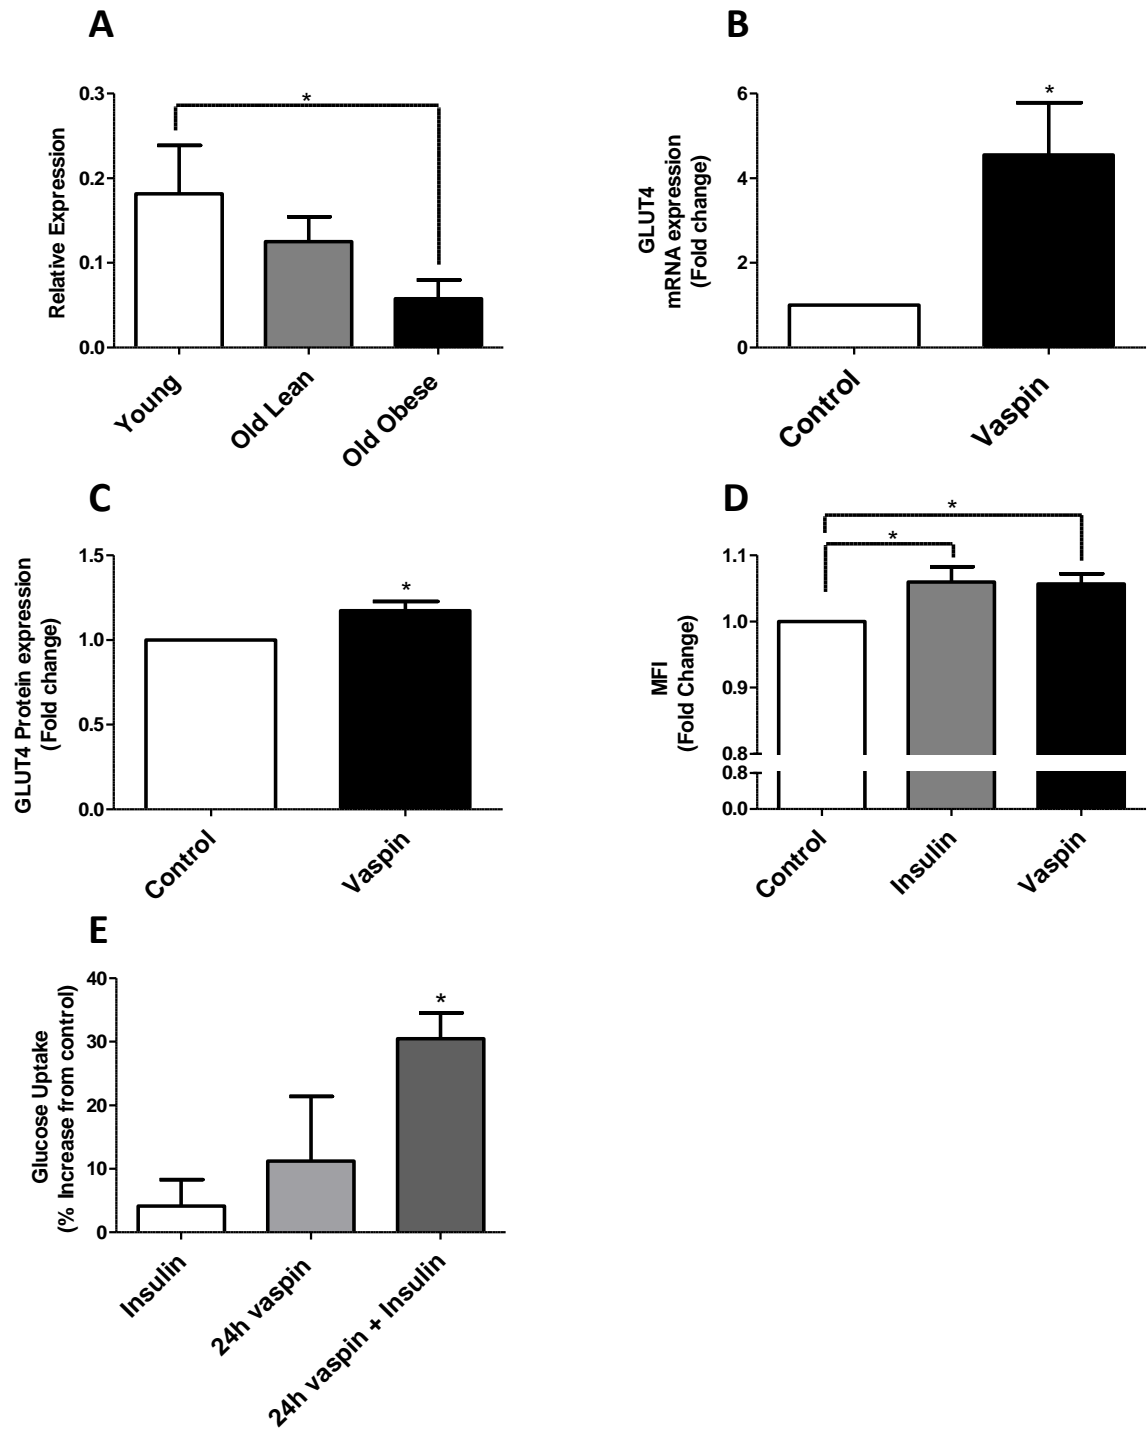 A
Relative Expression
0.3
0.2
0.1
0.0
*
Young
Old Lean
Old Obese
B
GLUT4
mRNA expression
(Fold change)
6
4
2
0
*
Control
Vaspin
C
GLUT4 Protein expression
(Fold change)
1.5
1.0
0.5
0.0
*
Control
Vaspin
D
MFI
(Fold Change)
1.1
1.0
0.9
0.8
0.8
0.0
*
*
Control
Insulin
Vaspin
E
Glucose Uptake
(% Increase from control)
40
30
20
10
0
*
Insulin
24h vaspin
24h vaspin + Insulin